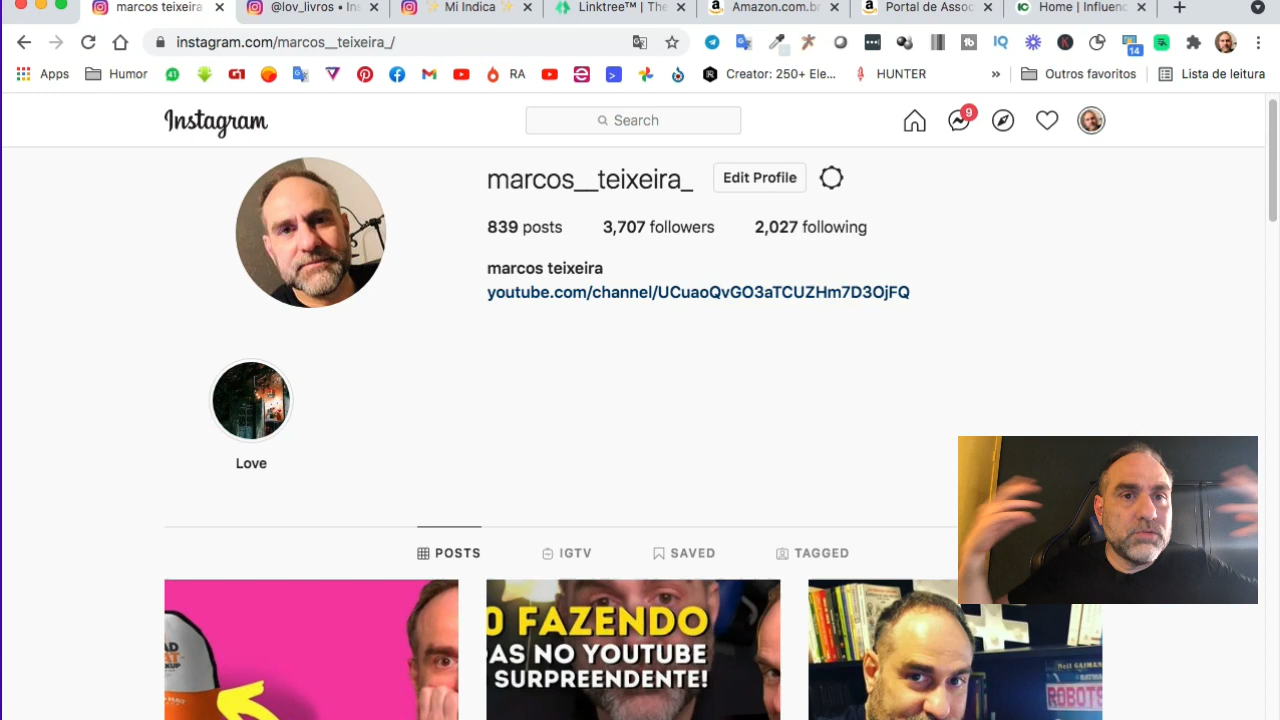 marcos teixeira
@lov_livros • Ins
✨ Mi Indica ✨
Linktree™ | The
Amazon.com.b
Portal de Assoc
Home | Influenc
instagram.com/marcos__teixeira_/
14
Apps
Humor
41
G1
RA
Creator: 250+ Ele...
HUNTER
»
Outros favoritos
Lista de leitura
Instagram
Search
9
marcos__teixeira_
Edit Profile
839 posts
3,707 followers
2,027 following
marcos teixeira
youtube.com/channel/UCuaoQvGO3aTCUZHm7D3OjFQ
Love
POSTS
IGTV
SAVED
TAGGED
O FAZENDO
AS NO YOUTUBE
SURPREENDENTE!
ROBOTS